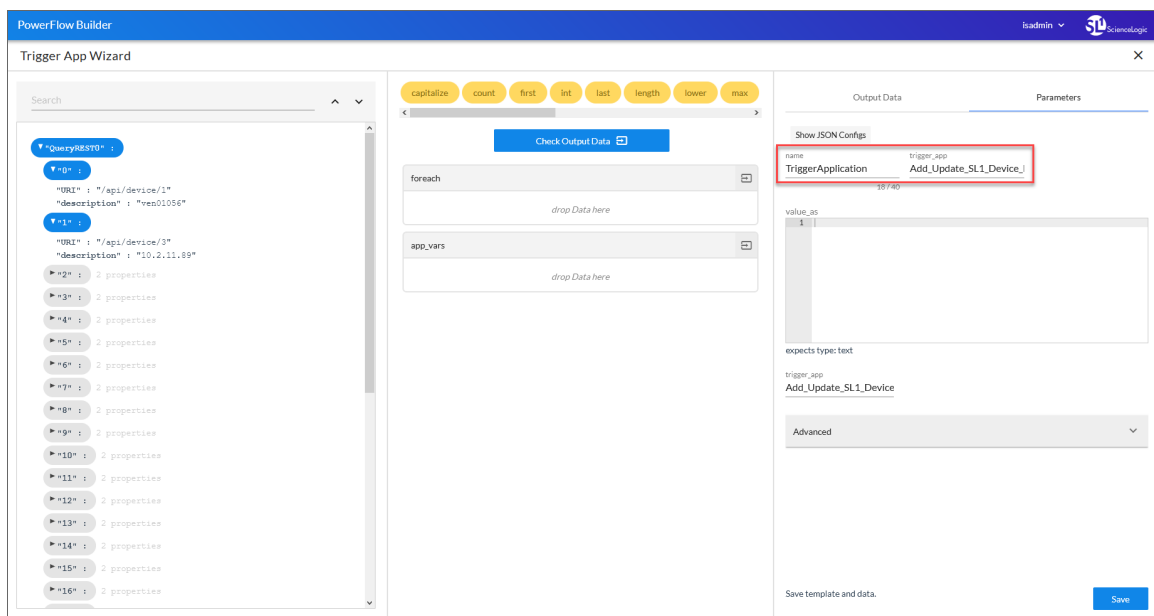 PowerFlow Builder
isadmin
SL ScienceLogic
Trigger App Wizard
Search
"QueryREST0" :
"0" :
"URI" : "/api/device/1"
"description" : "ven01056"
"1" :
"URI" : "/api/device/3"
"description" : "10.2.11.89"
"2" : 2 properties
"3" : 2 properties
"4" : 2 properties
"5" : 2 properties
"6" : 2 properties
"7" : 2 properties
"8" : 2 properties
"9" : 2 properties
"10" : 2 properties
"11" : 2 properties
"12" : 2 properties
"13" : 2 properties
"14" : 2 properties
"15" : 2 properties
"16" : 2 properties
capitalize count first int last length lower max
Check Output Data
foreach
drop Data here
app_vars
drop Data here
Output Data Parameters
Show JSON Configs
name trigger_app
TriggerApplication Add_Update_SL1_Device_
18 / 40
value_as
1
expects type: text
trigger_app
Add_Update_SL1_Device
Advanced
Save template and data.
Save